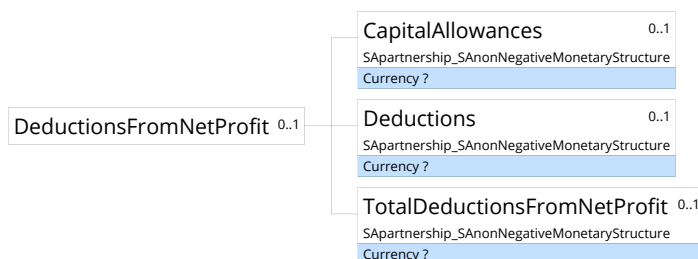 CapitalAllowances 0..1
SApartnership_SAnonNegativeMonetaryStructure
Currency ?
DeductionsFromNetProfit 0..1
Deductions 0..1
SApartnership_SAnonNegativeMonetaryStructure
Currency ?
TotalDeductionsFromNetProfit 0..1
SApartnership_SAnonNegativeMonetaryStructure
Currency ?